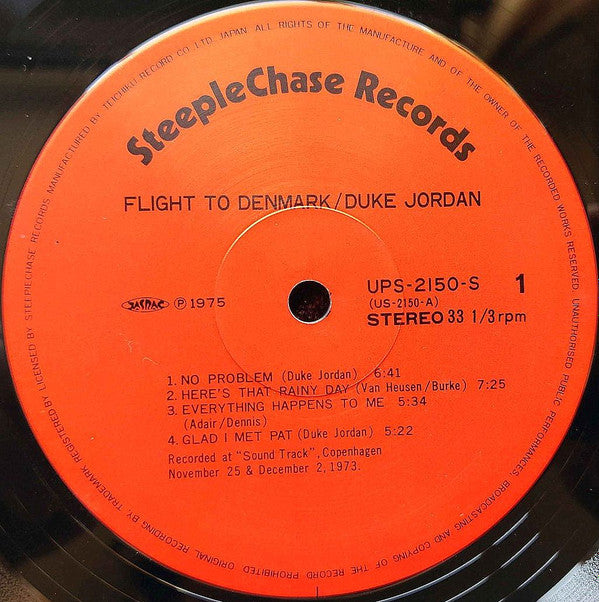 TRADEMARK REGISTERED BY LICENSED BY STEEPLECHASE RECORDS MANUFACTURED BY TEICHIKU RECORD CO.,LTD. JAPAN ALL RIGHTS OF THE MANUFACTURE AND OF THE OWNER OF THE RECORDED WORKS RESERVED. UNAUTHORISED PUBLIC PERFORMANCES BROADCASTING AND COPYING OF THE RECORD PROHIBITED ORIGINAL RECORDING BY
SteepleChase Records
FLIGHT TO DENMARK/DUKE JORDAN
UPS-2150-S 1
(US-2150-A)
JASRAC Ⓟ 1975
STEREO 33 1/3 rpm
1. NO PROBLEM (Duke Jordan) 6:41
2. HERE'S THAT RAINY DAY (Van Heusen/Burke) 7:25
3. EVERYTHING HAPPENS TO ME 5:34
(Adair/Dennis)
4. GLAD I MET PAT (Duke Jordan) 5:22
Recorded at "Sound Track", Copenhagen
November 25 & December 2, 1973.